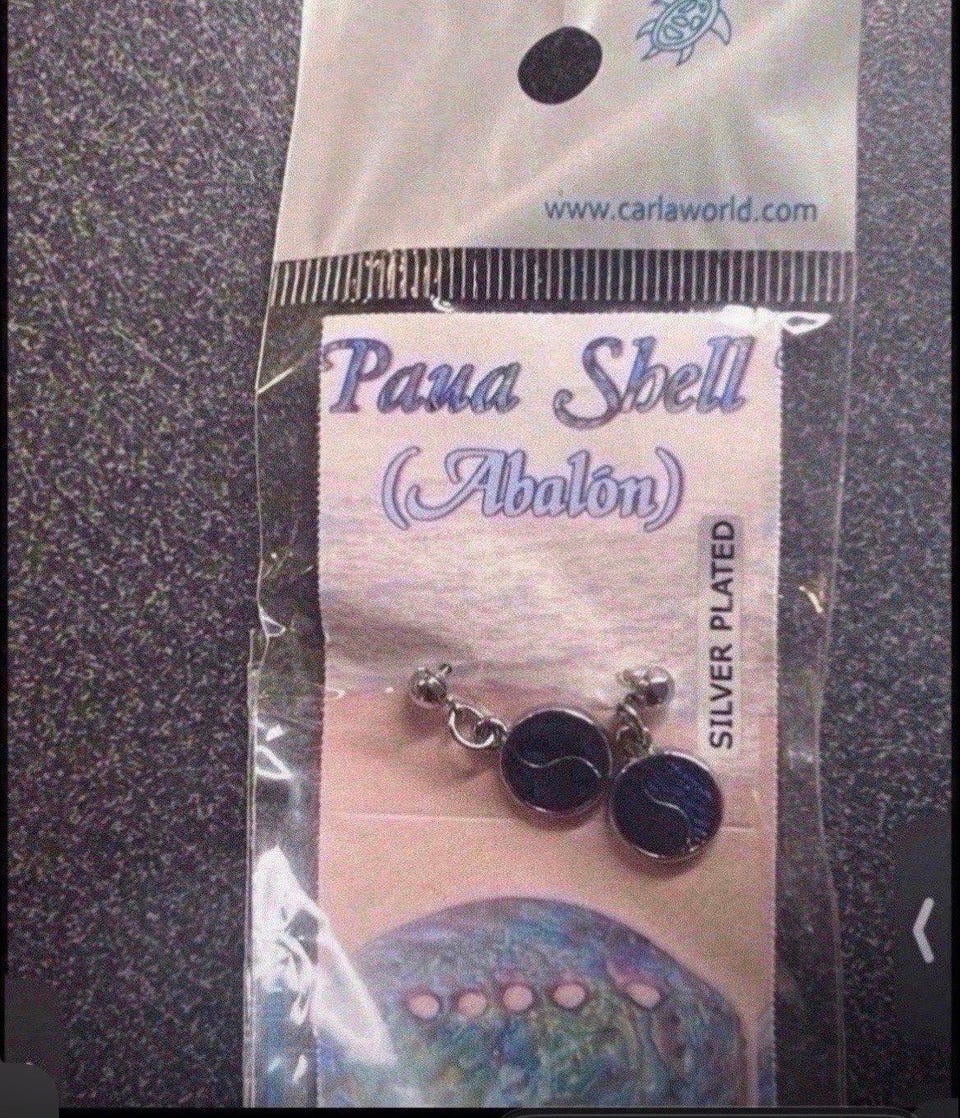 www.carlaworld.com
Paua Shell
(Abalón)
SILVER PLATED